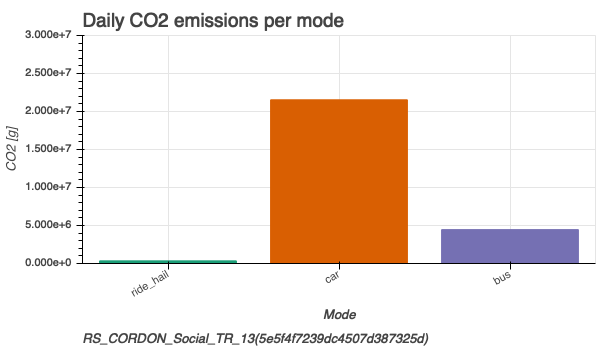 Daily CO2 emissions per mode
3.000e+7
2.500e+7
2.000e+7
1.500e+7
1.000e+7
5.000e+6
0.000e+0
CO2 [g]
ride_hail
car
bus
Mode
RS_CORDON_Social_TR_13(5e5f4f7239dc4507d387325d)